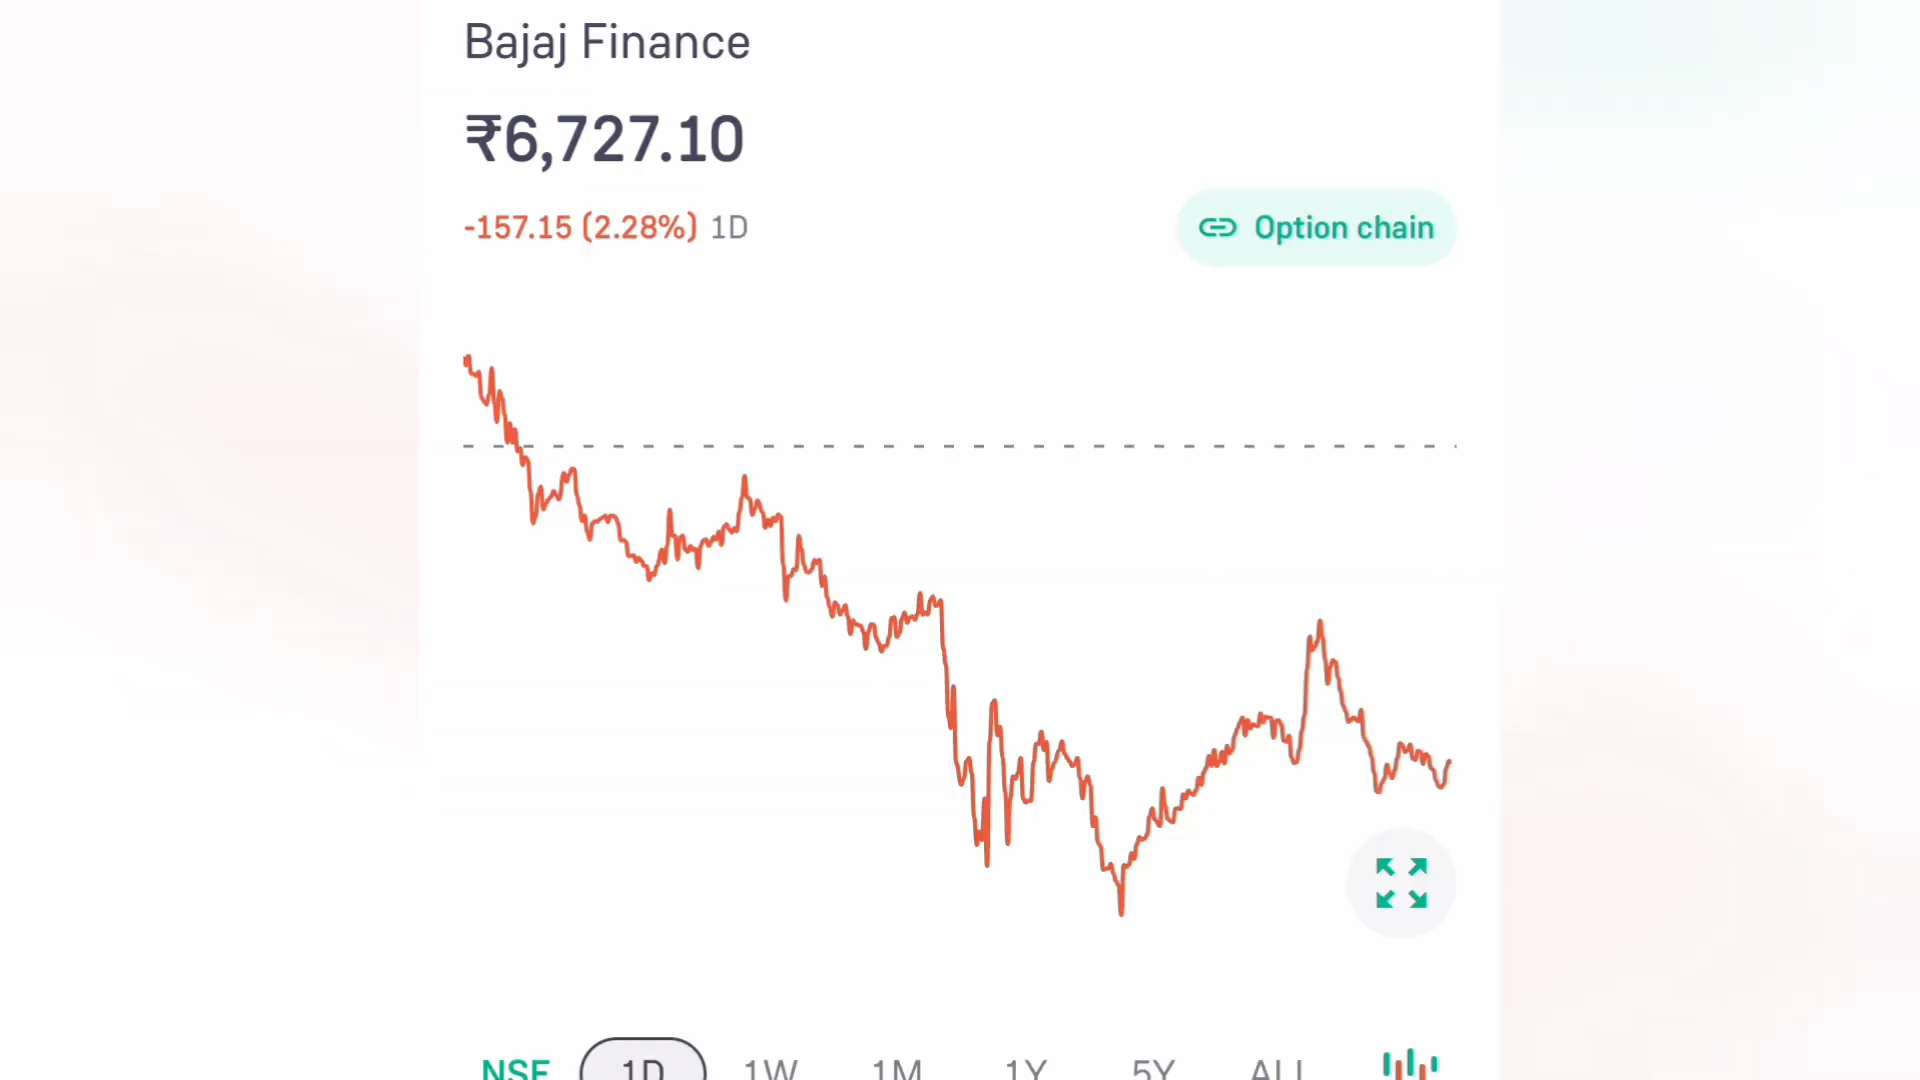 Bajaj Finance
₹6,727.10
-157.15 (2.28%) 1D
Option chain
NSE 1D 1W 1M 1Y 5Y ALL